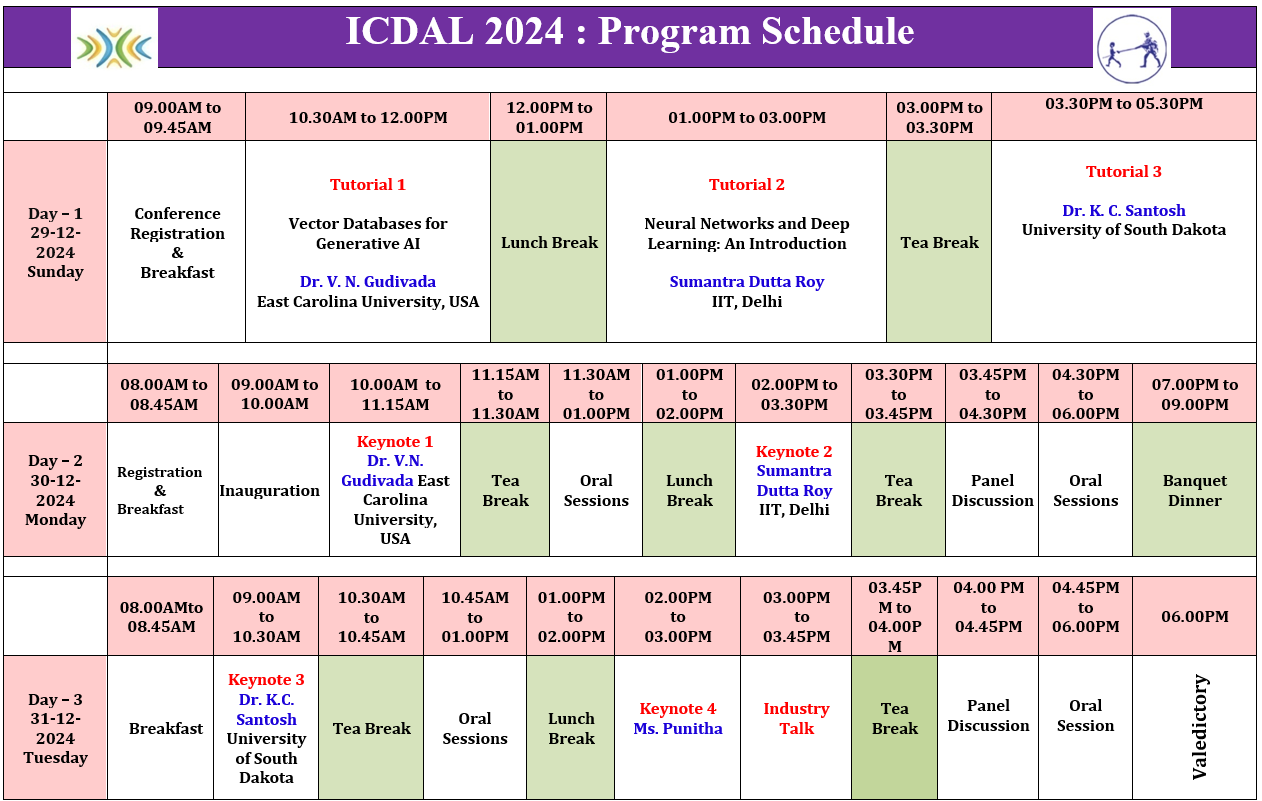 ICDAL 2024 : Program Schedule
09.00AM to
09.45AM
10.30AM to 12.00PM
12.00PM to
01.00PM
01.00PM to 03.00PM
03.00PM to
03.30PM
03.30PM to 05.30PM
Day – 1
29-12-
2024
Sunday
Conference
Registration
&
Breakfast
Tutorial 1
Vector Databases for
Generative AI
Dr. V. N. Gudivada
East Carolina University, USA
Lunch Break
Tutorial 2
Neural Networks and Deep
Learning: An Introduction
Sumantra Dutta Roy
IIT, Delhi
Tea Break
Tutorial 3
Dr. K. C. Santosh
University of South Dakota
08.00AM to
08.45AM
09.00AM to
10.00AM
10.00AM to
11.15AM
11.15AM
to
11.30AM
11.30AM
to
01.00PM
01.00PM
to
02.00PM
02.00PM to
03.30PM
03.30PM
to
03.45PM
03.45PM
to
04.30PM
04.30PM
to
06.00PM
07.00PM to
09.00PM
Day – 2
30-12-
2024
Monday
Registration
&
Breakfast
Inauguration
Keynote 1
Dr. V.N.
Gudivada East
Carolina
University,
USA
Tea
Break
Oral
Sessions
Lunch
Break
Keynote 2
Sumantra
Dutta Roy
IIT, Delhi
Tea
Break
Panel
Discussion
Oral
Sessions
Banquet
Dinner
08.00AMto
08.45AM
09.00AM
to
10.30AM
10.30AM
to
10.45AM
10.45AM
to
01.00PM
01.00PM
to
02.00PM
02.00PM
to
03.00PM
03.00PM
to
03.45PM
03.45P
M to
04.00P
M
04.00 PM
to
04.45PM
04.45PM
to
06.00PM
06.00PM
Day – 3
31-12-
2024
Tuesday
Breakfast
Keynote 3
Dr. K.C.
Santosh
University
of South
Dakota
Tea Break
Oral
Sessions
Lunch
Break
Keynote 4
Ms. Punitha
Industry
Talk
Tea
Break
Panel
Discussion
Oral
Session
Valedictory